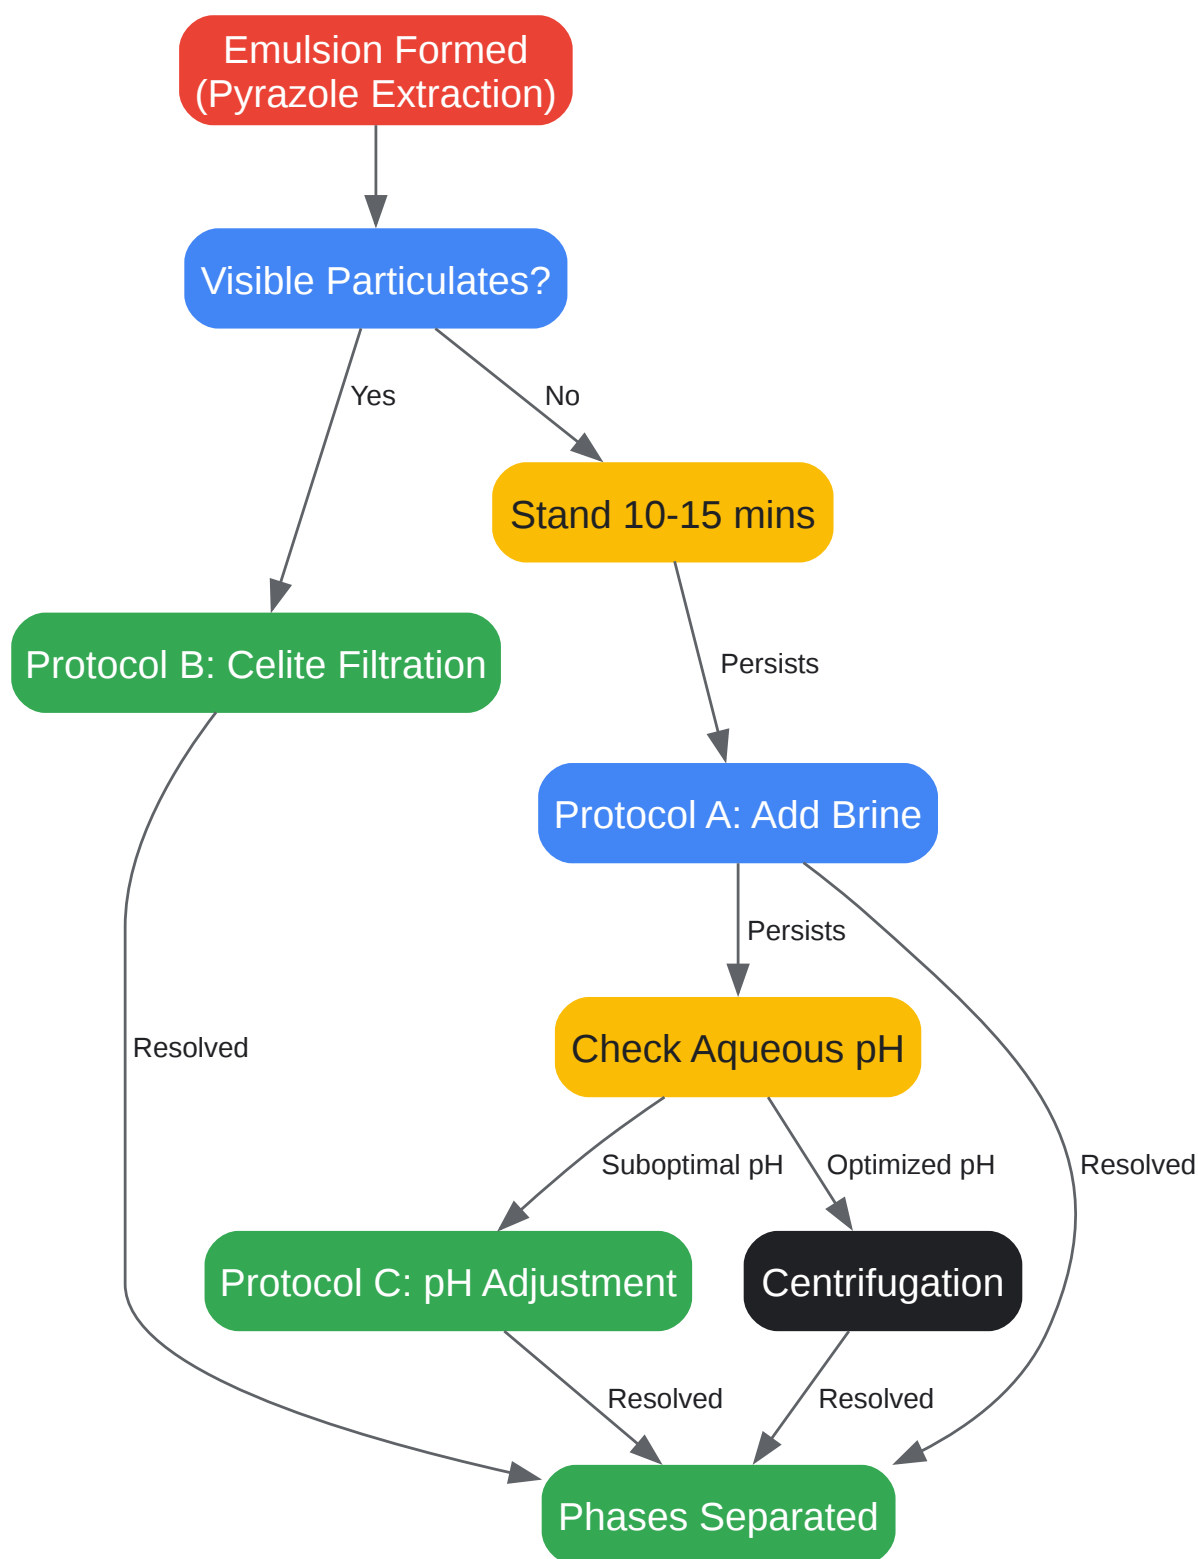 Emulsion Formed
(Pyrazole Extraction)
Visible Particulates?
Yes
No
Stand 10-15 mins
Protocol B: Celite Filtration
Persists
Protocol A: Add Brine
Persists
Resolved
Check Aqueous pH
Suboptimal pH
Optimized pH
Resolved
Protocol C: pH Adjustment
Centrifugation
Resolved
Resolved
Phases Separated